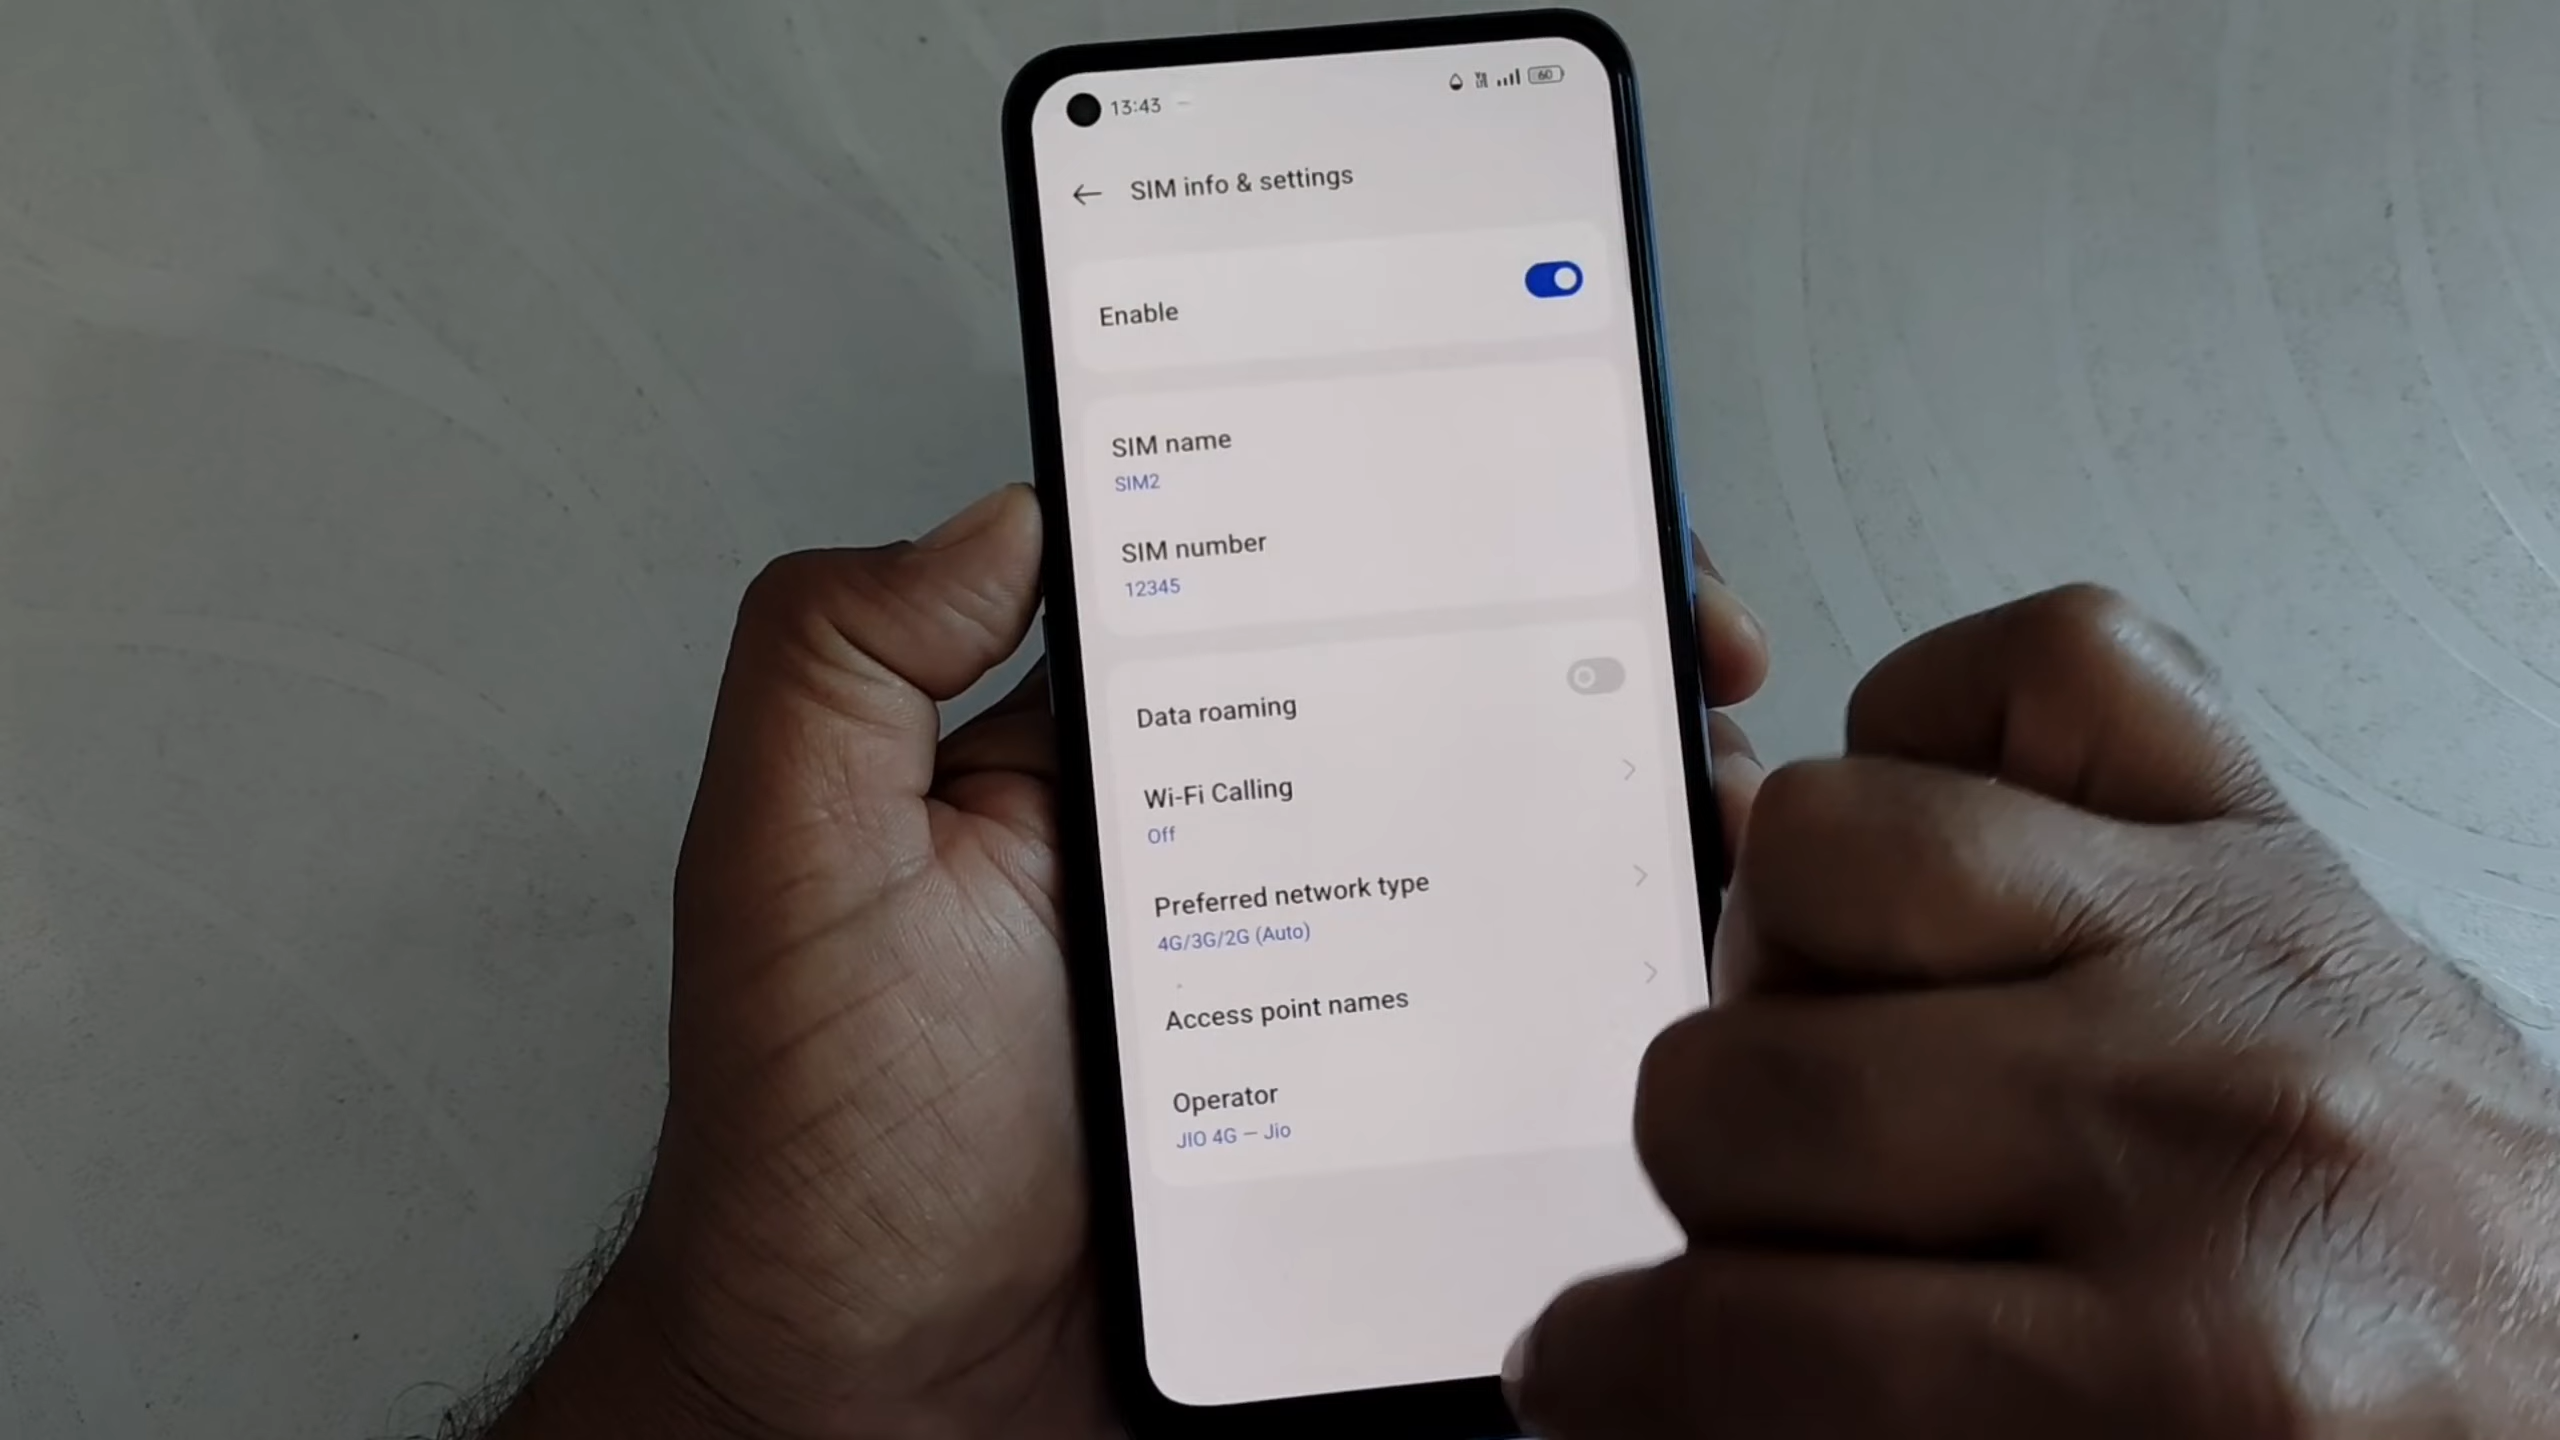 13:43
60
SIM info & settings
Enable
SIM name
SIM2
SIM number
12345
Data roaming
Wi-Fi Calling
Off
Preferred network type
4G/3G/2G (Auto)
Access point names
Operator
JIO 4G — Jio